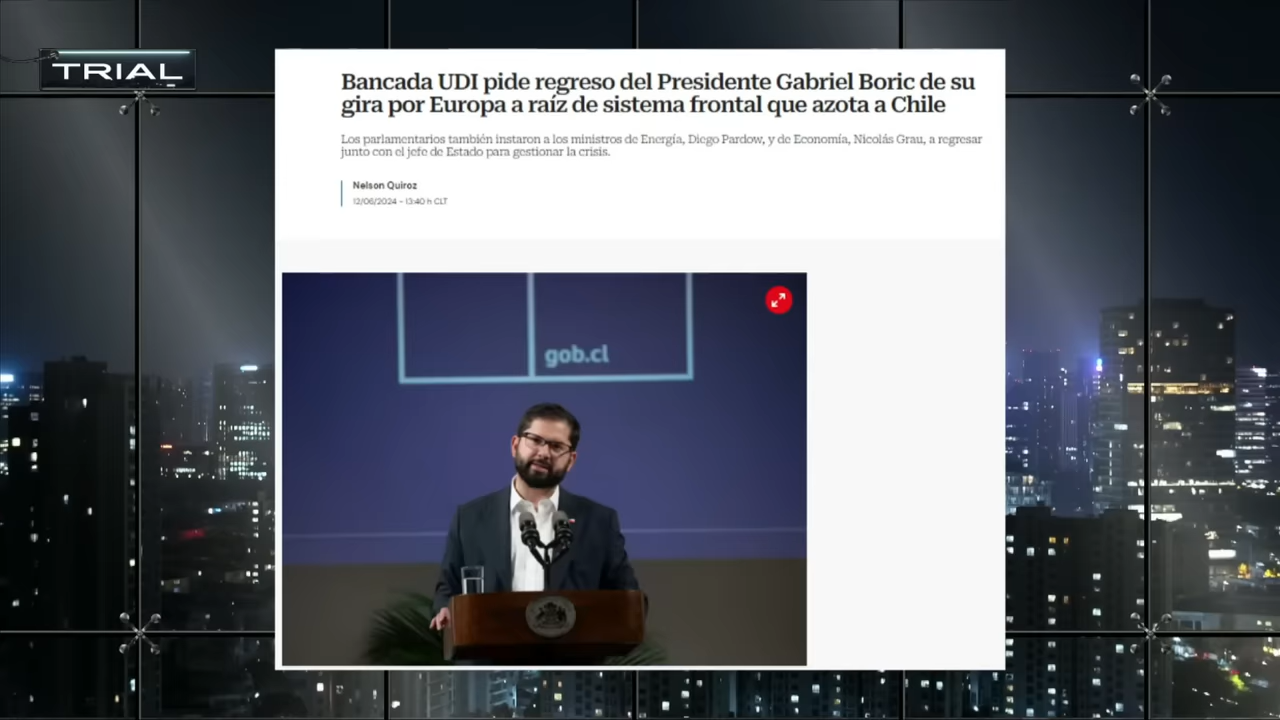 TRIAL
Bancada UDI pide regreso del Presidente Gabriel Boric de su
gira por Europa a raíz de sistema frontal que azota a Chile
Los parlamentarios también instaron a los ministros de Energía, Diego Pardow, y de Economía, Nicolás Grau, a regresar
junto con el jefe de Estado para gestionar la crisis.
Nelson Quiroz
12/06/2024 - 13:40 h CLT
gob.cl